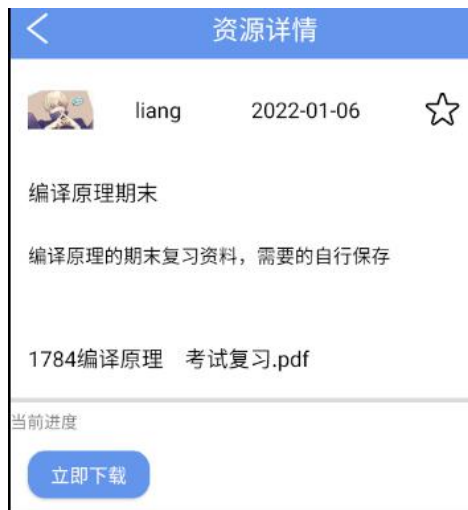 资源详情
liang 2022-01-06
编译原理期末
编译原理的期末复习资料，需要的自行保存
1784编译原理　考试复习.pdf
当前进度
立即下载